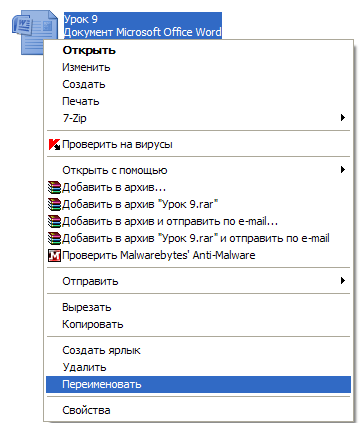 Урок 9
Документ Microsoft Office Word
Открыть
Изменить
Создать
Печать
7-Zip
Проверить на вирусы
Открыть с помощью
Добавить в архив...
Добавить в архив "Урок 9.rar"
Добавить в архив и отправить по e-mail...
Добавить в архив "Урок 9.rar" и отправить по e-mail
Проверить Malwarebytes' Anti-Malware
Отправить
Вырезать
Копировать
Создать ярлык
Удалить
Переименовать
Свойства